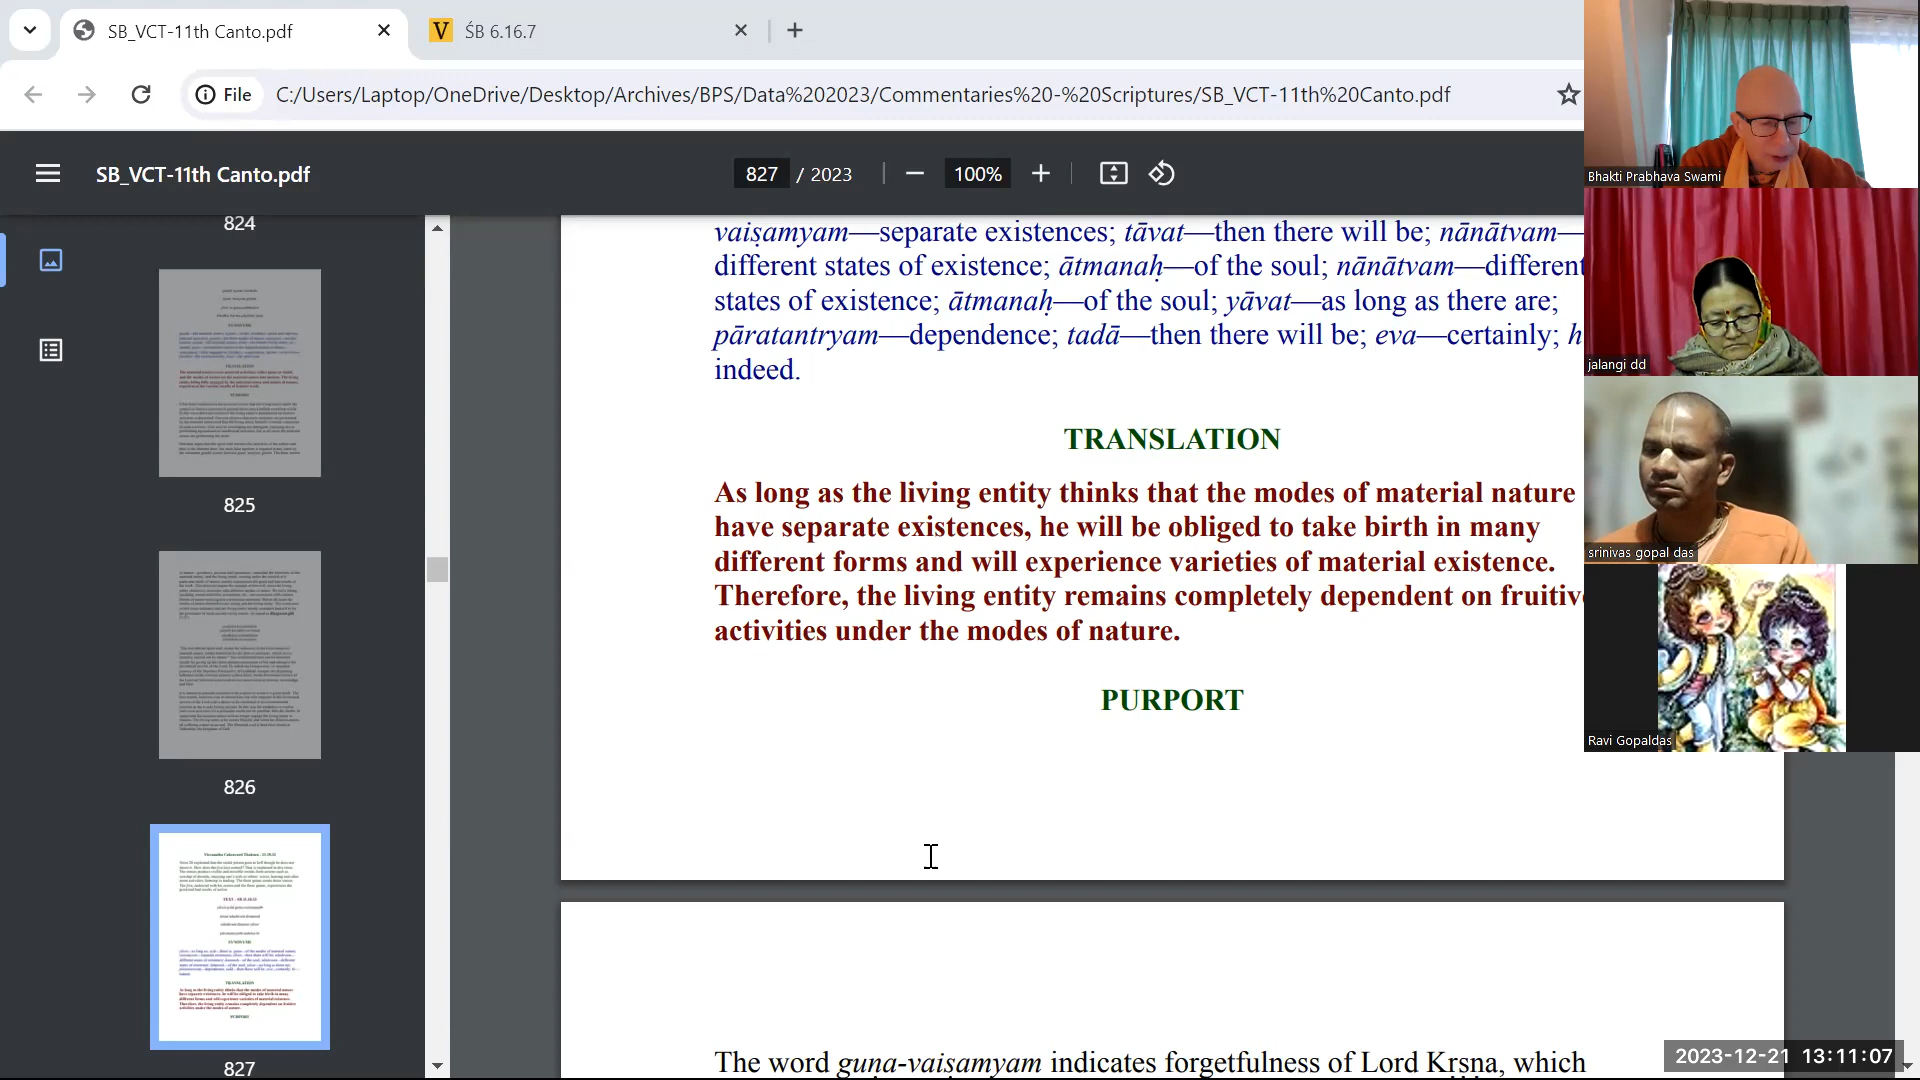 SB_VCT-11th Canto.pdf
V ŚB 6.16.7
File C:/Users/Laptop/OneDrive/Desktop/Archives/BPS/Data%202023/Commentaries%20-%20Scriptures/SB_VCT-11th%20Canto.pdf
SB_VCT-11th Canto.pdf
827 / 2023
100%
824
825
826
827
vaiṣamyam—separate existences; tāvat—then there will be; nānātvam—
different states of existence; ātmanaḥ—of the soul; nānātvam—different
states of existence; ātmanaḥ—of the soul; yāvat—as long as there are;
pāratantryam—dependence; tadā—then there will be; eva—certainly; h
indeed.
TRANSLATION
As long as the living entity thinks that the modes of material nature
have separate existences, he will be obliged to take birth in many
different forms and will experience varieties of material existence.
Therefore, the living entity remains completely dependent on fruitive
activities under the modes of nature.
PURPORT
The word guṇa-vaiṣamyam indicates forgetfulness of Lord Kṛṣṇa, which
Bhakti Prabhava Swami
jalangi dd
srinivas gopal das
Ravi Gopaldas
2023-12-21 13:11:07